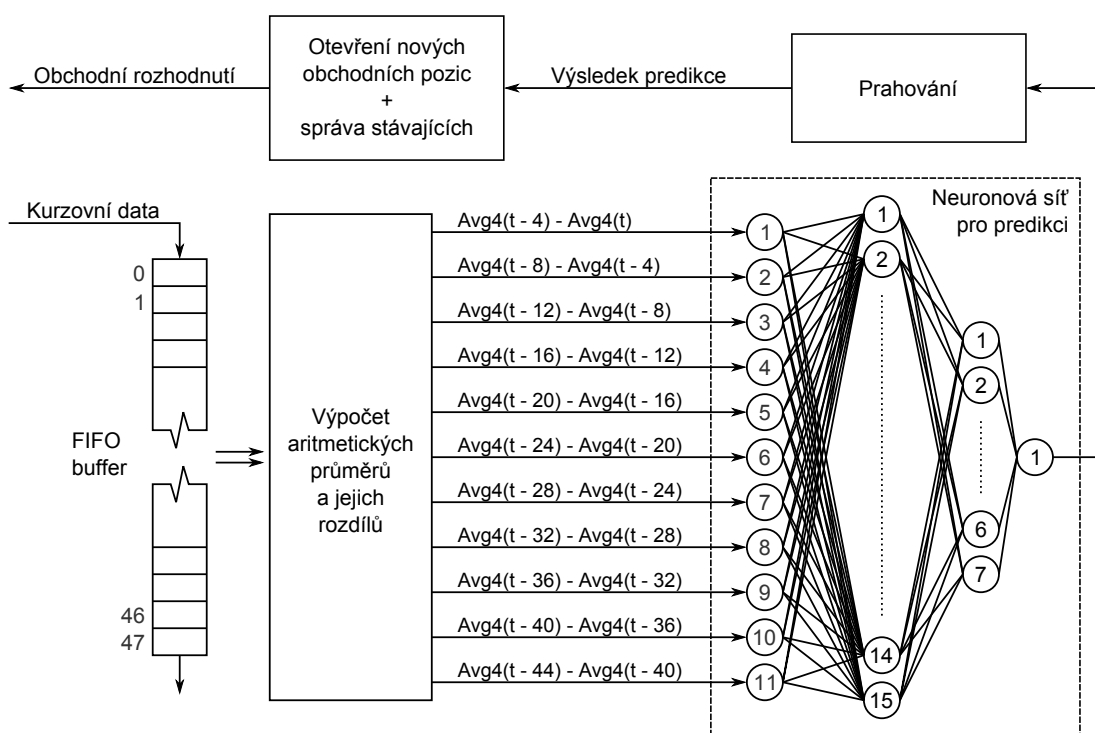 Otevření nových
obchodních pozic
+
správa stávajících
Obchodní rozhodnutí
Výsledek predikce
Prahování
Kurzovní data
0
1
FIFO
buffer
46
47
Výpočet
aritmetických
průměrů
a jejich
rozdílů
Avg4(t - 4) - Avg4(t)
Avg4(t - 8) - Avg4(t - 4)
Avg4(t - 12) - Avg4(t - 8)
Avg4(t - 16) - Avg4(t - 12)
Avg4(t - 20) - Avg4(t - 16)
Avg4(t - 24) - Avg4(t - 20)
Avg4(t - 28) - Avg4(t - 24)
Avg4(t - 32) - Avg4(t - 28)
Avg4(t - 36) - Avg4(t - 32)
Avg4(t - 40) - Avg4(t - 36)
Avg4(t - 44) - Avg4(t - 40)
Neuronová síť
pro predikci
1
2
3
4
5
6
7
8
9
10
11
1
2
14
15
1
2
6
7
1